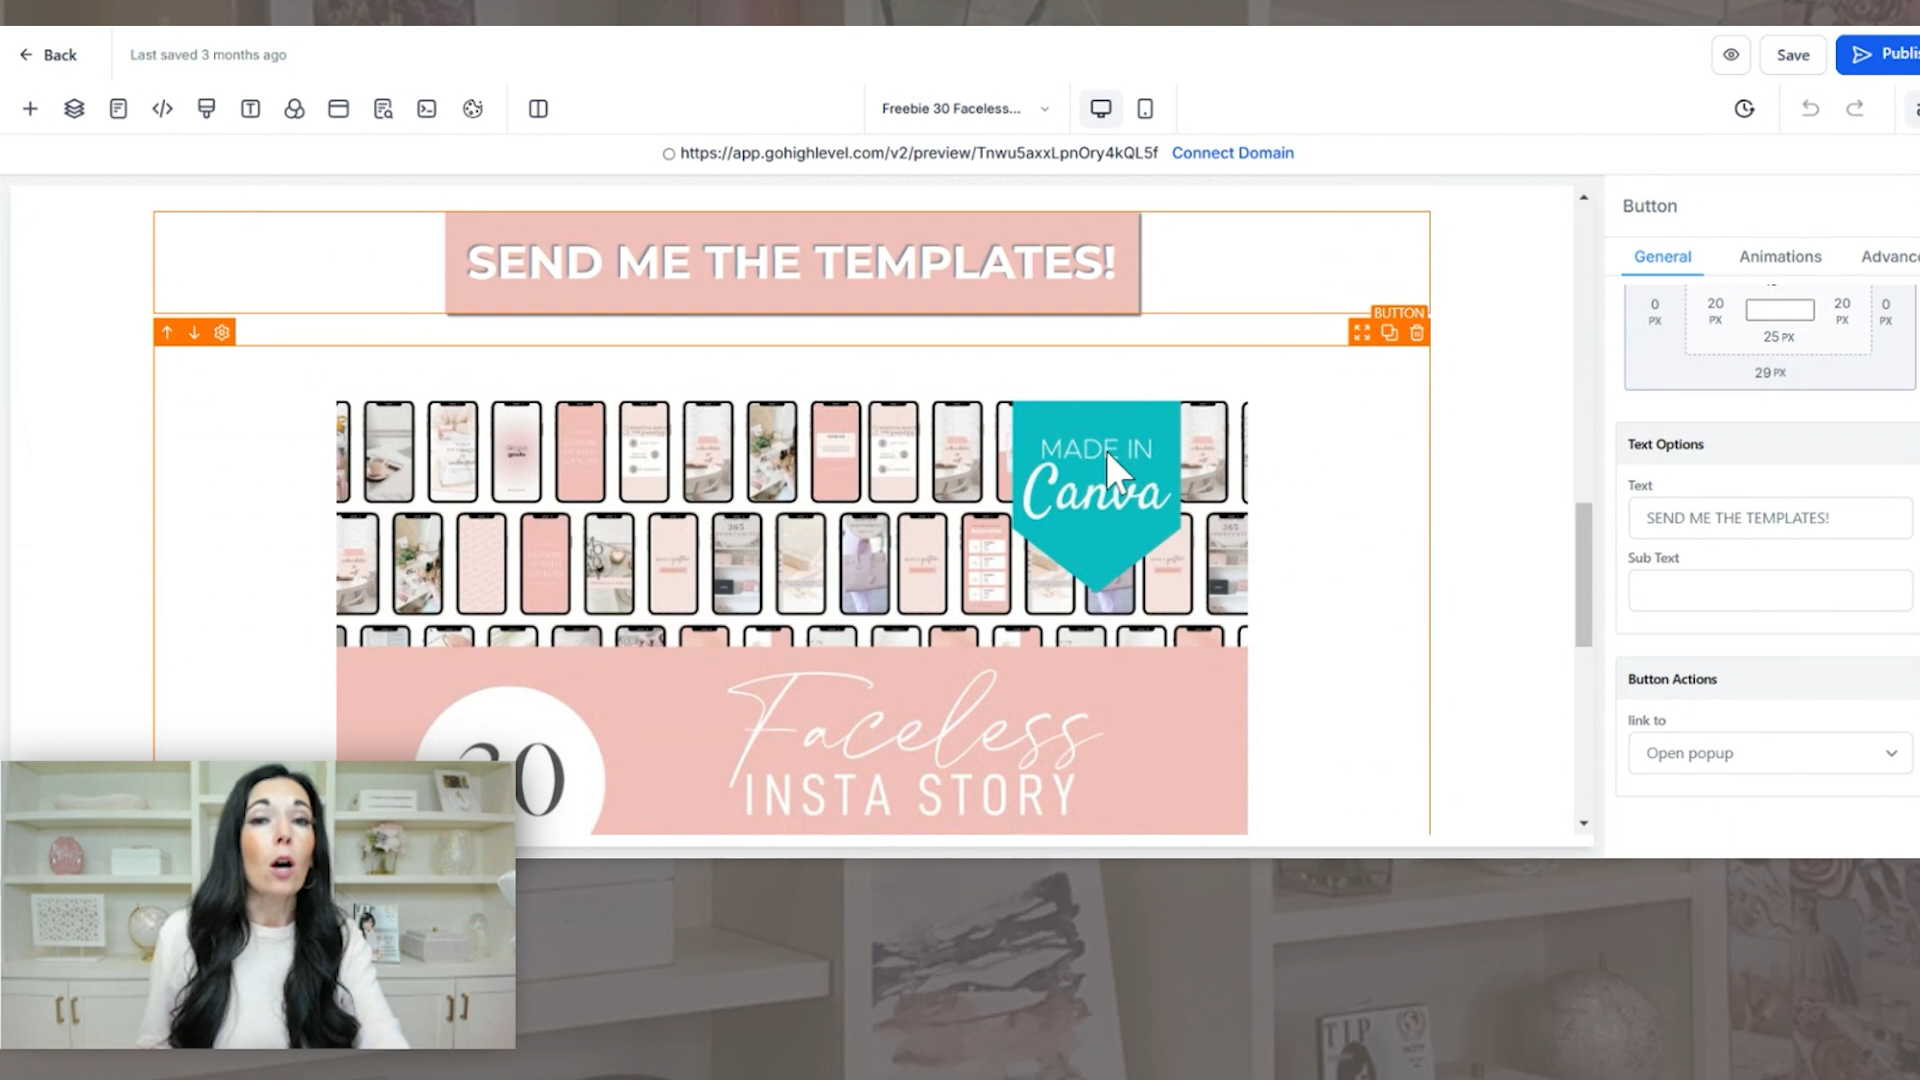 Back
Last saved 3 months ago
Save
Freebie 30 Faceless...
https://app.gohighlevel.com/v2/preview/Tnwu5axxLpnOry4kQL5f Connect Domain
SEND ME THE TEMPLATES!
BUTTON
MADE IN
Canva
Faceless
INSTA STORY
Button
General Animations
0 20 20 0
PX PX PX PX
25 PX
29 PX
Text Options
Text
SEND ME THE TEMPLATES!
Sub Text
Button Actions
link to
Open popup